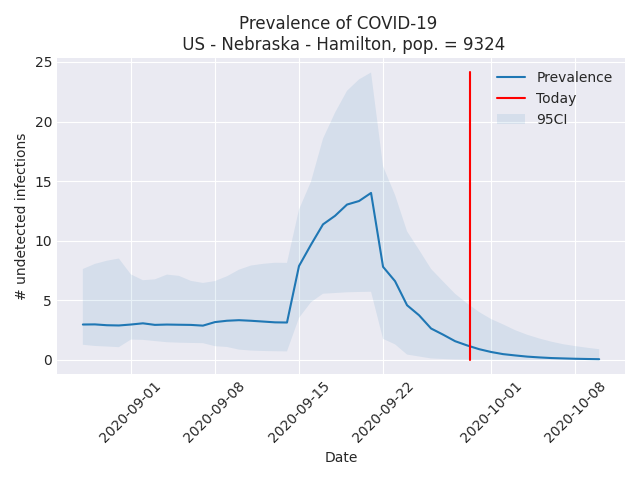 Prevalence of COVID-19
US - Nebraska - Hamilton, pop. = 9324
25
20
15
10
5
0
# undetected infections
Prevalence
Today
95CI
2020-09-01
2020-09-08
2020-09-15
2020-09-22
2020-10-01
2020-10-08
Date